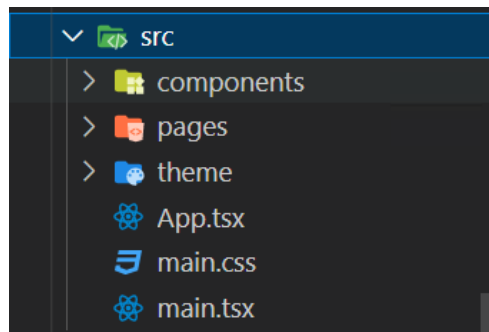 src
components
pages
theme
App.tsx
main.css
main.tsx